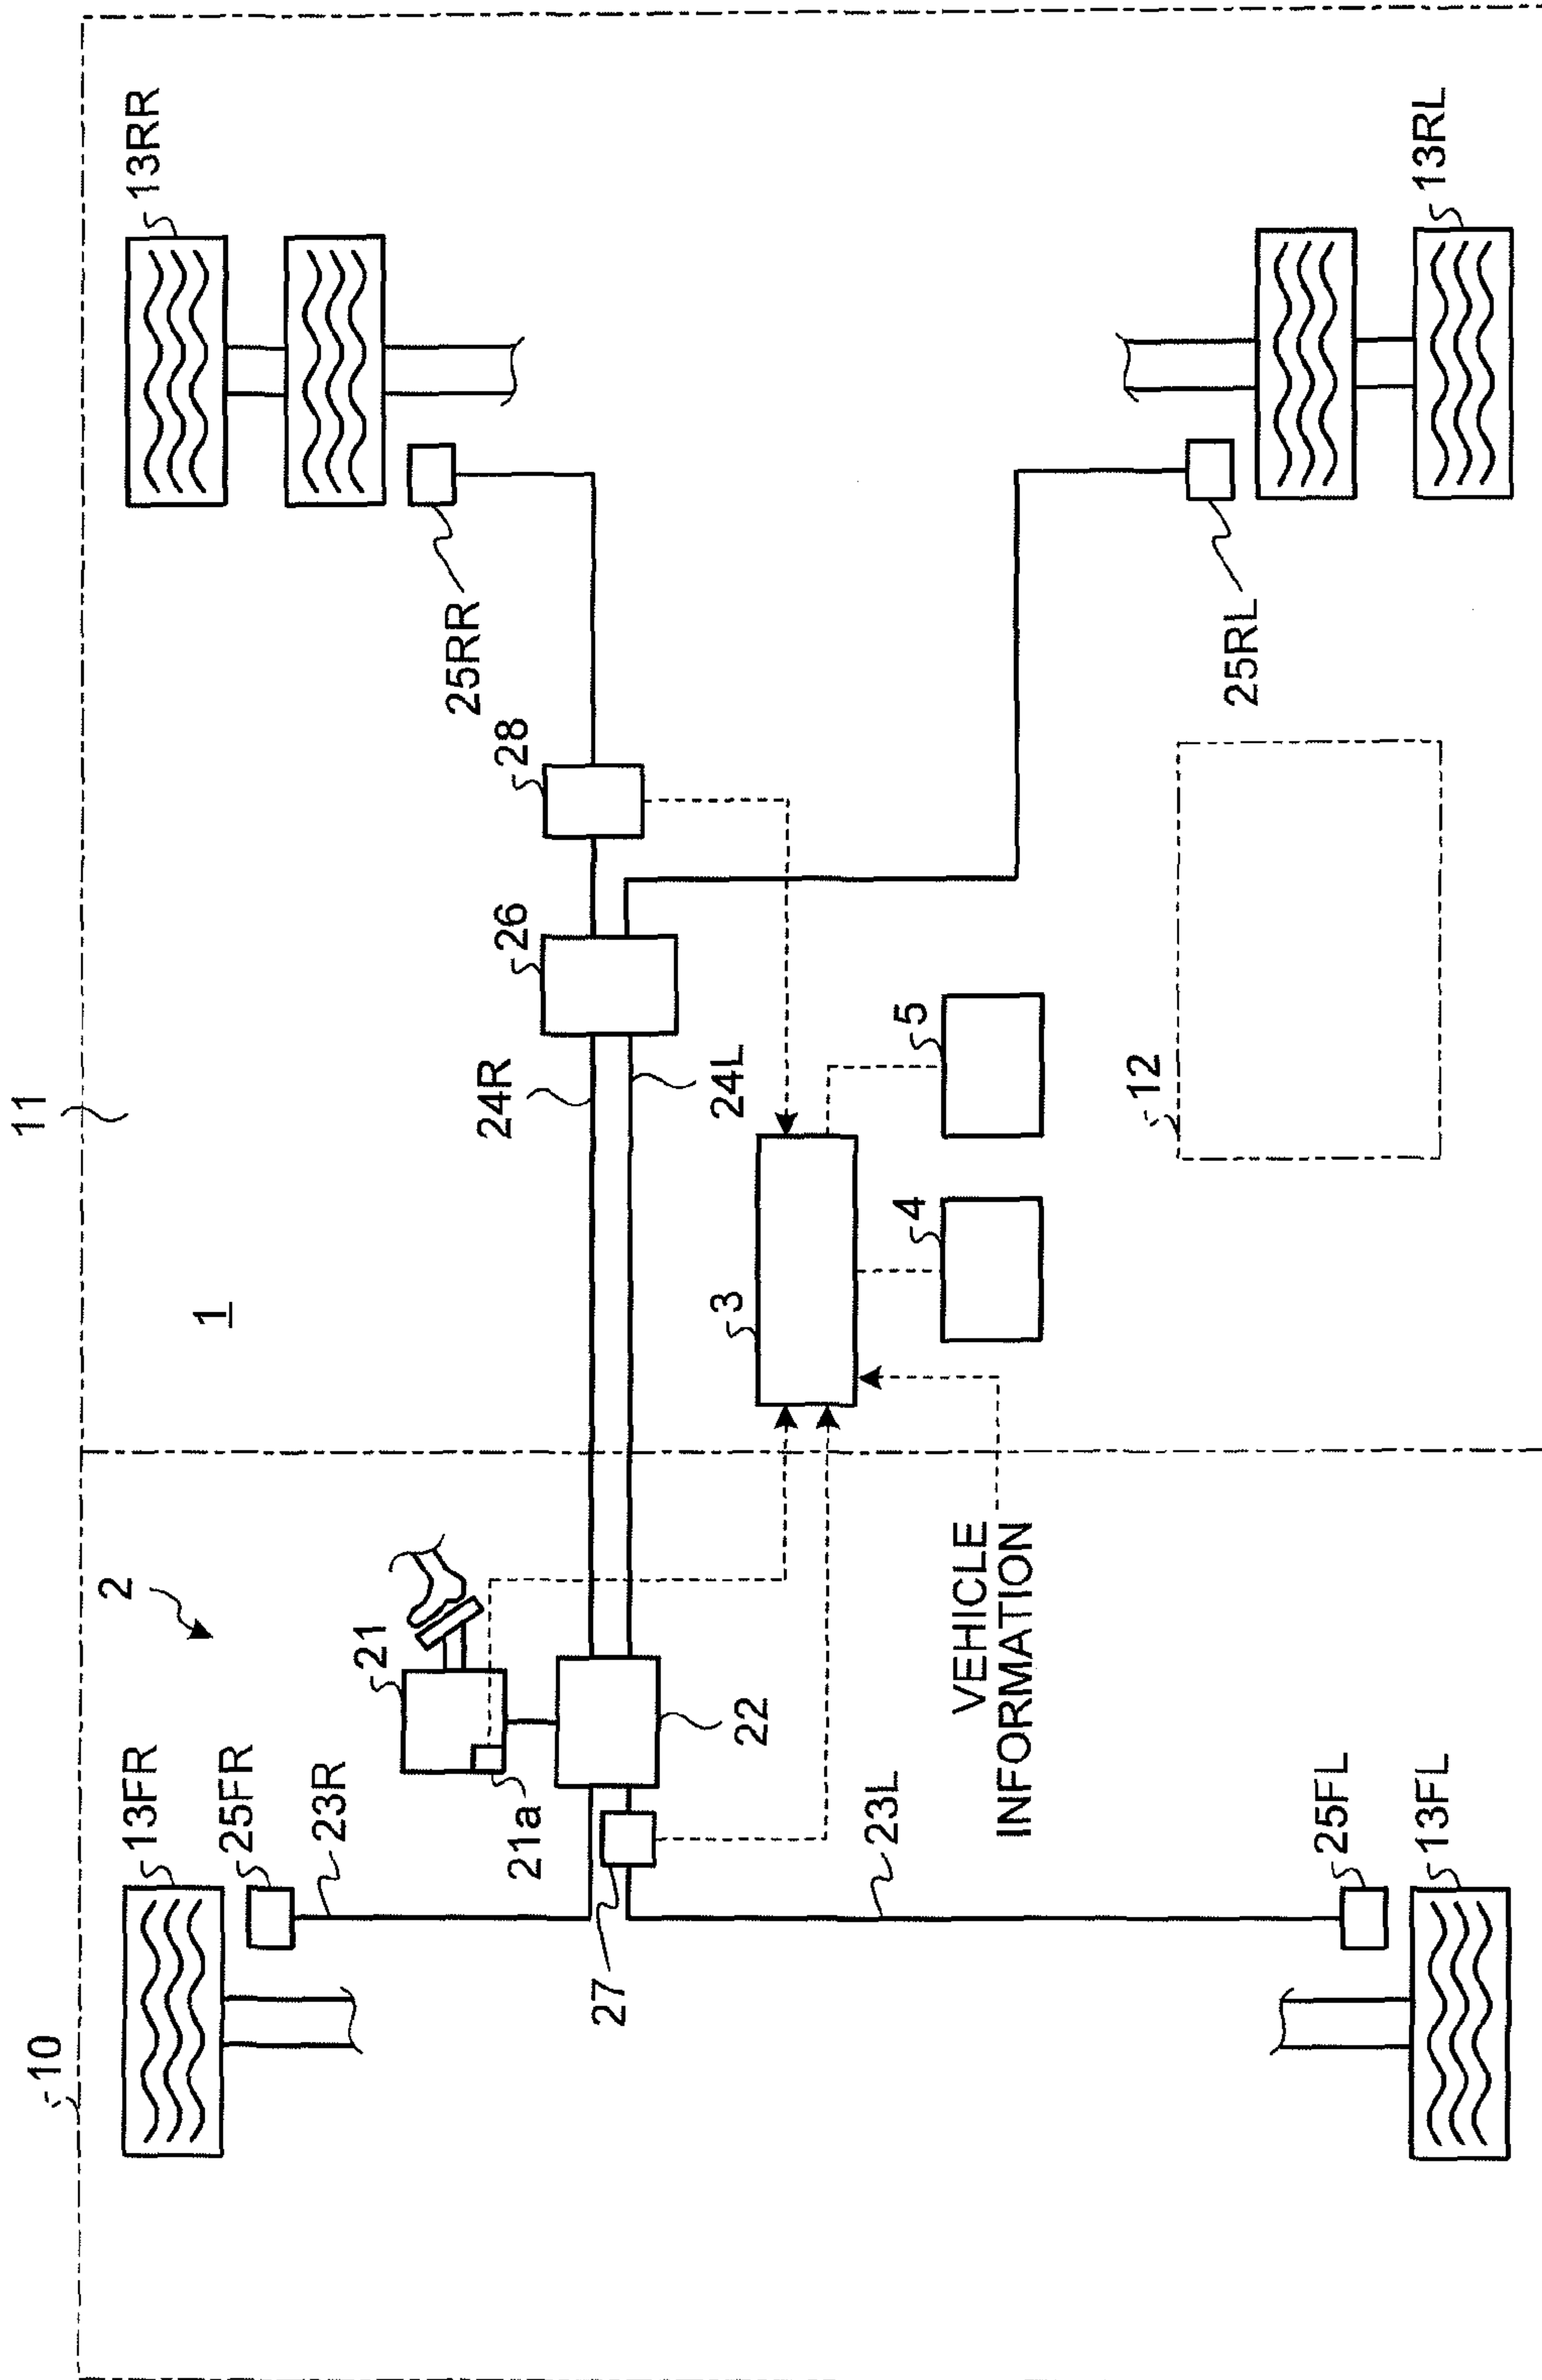 10
11
13FR
25FR
23R
2
21
21a
22
27
23L
25FL
13FL
VEHICLE
INFORMATION
1
24R
24L
3
4
5
12
26
28
25RR
13RR
25RL
13RL